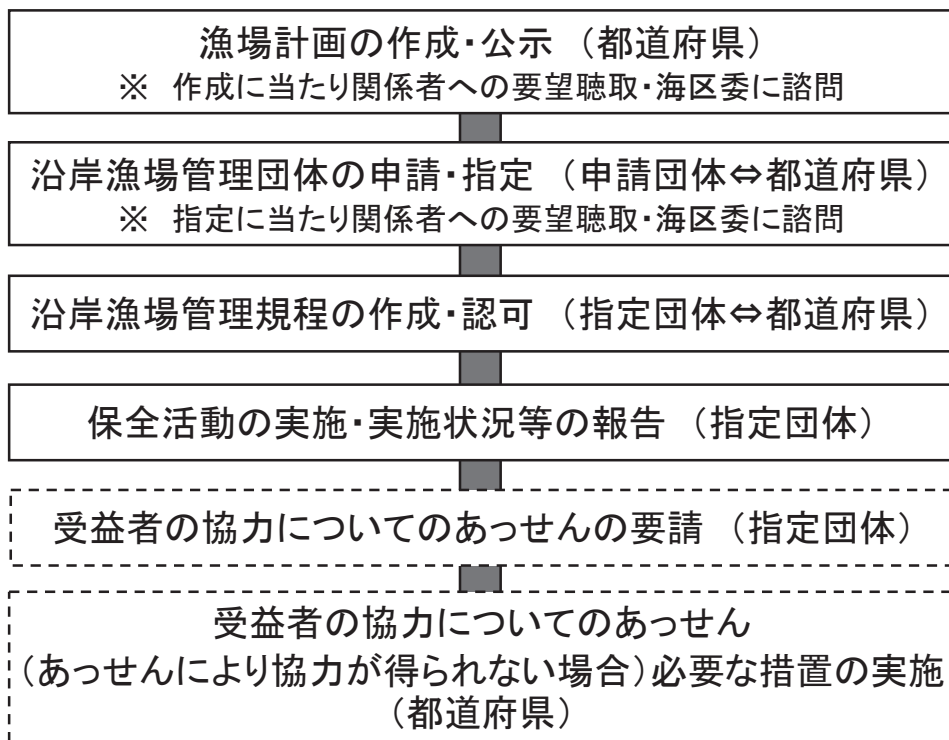 漁場計画の作成・公示 （都道府県）
※ 作成に当たり関係者への要望聴取・海区委に諮問
沿岸漁場管理団体の申請・指定 （申請団体⇔都道府県）
※ 指定に当たり関係者への要望聴取・海区委に諮問
沿岸漁場管理規程の作成・認可 （指定団体⇔都道府県）
保全活動の実施・実施状況等の報告 （指定団体）
受益者の協力についてのあっせんの要請 （指定団体）
受益者の協力についてのあっせん
（あっせんにより協力が得られない場合）必要な措置の実施
（都道府県）